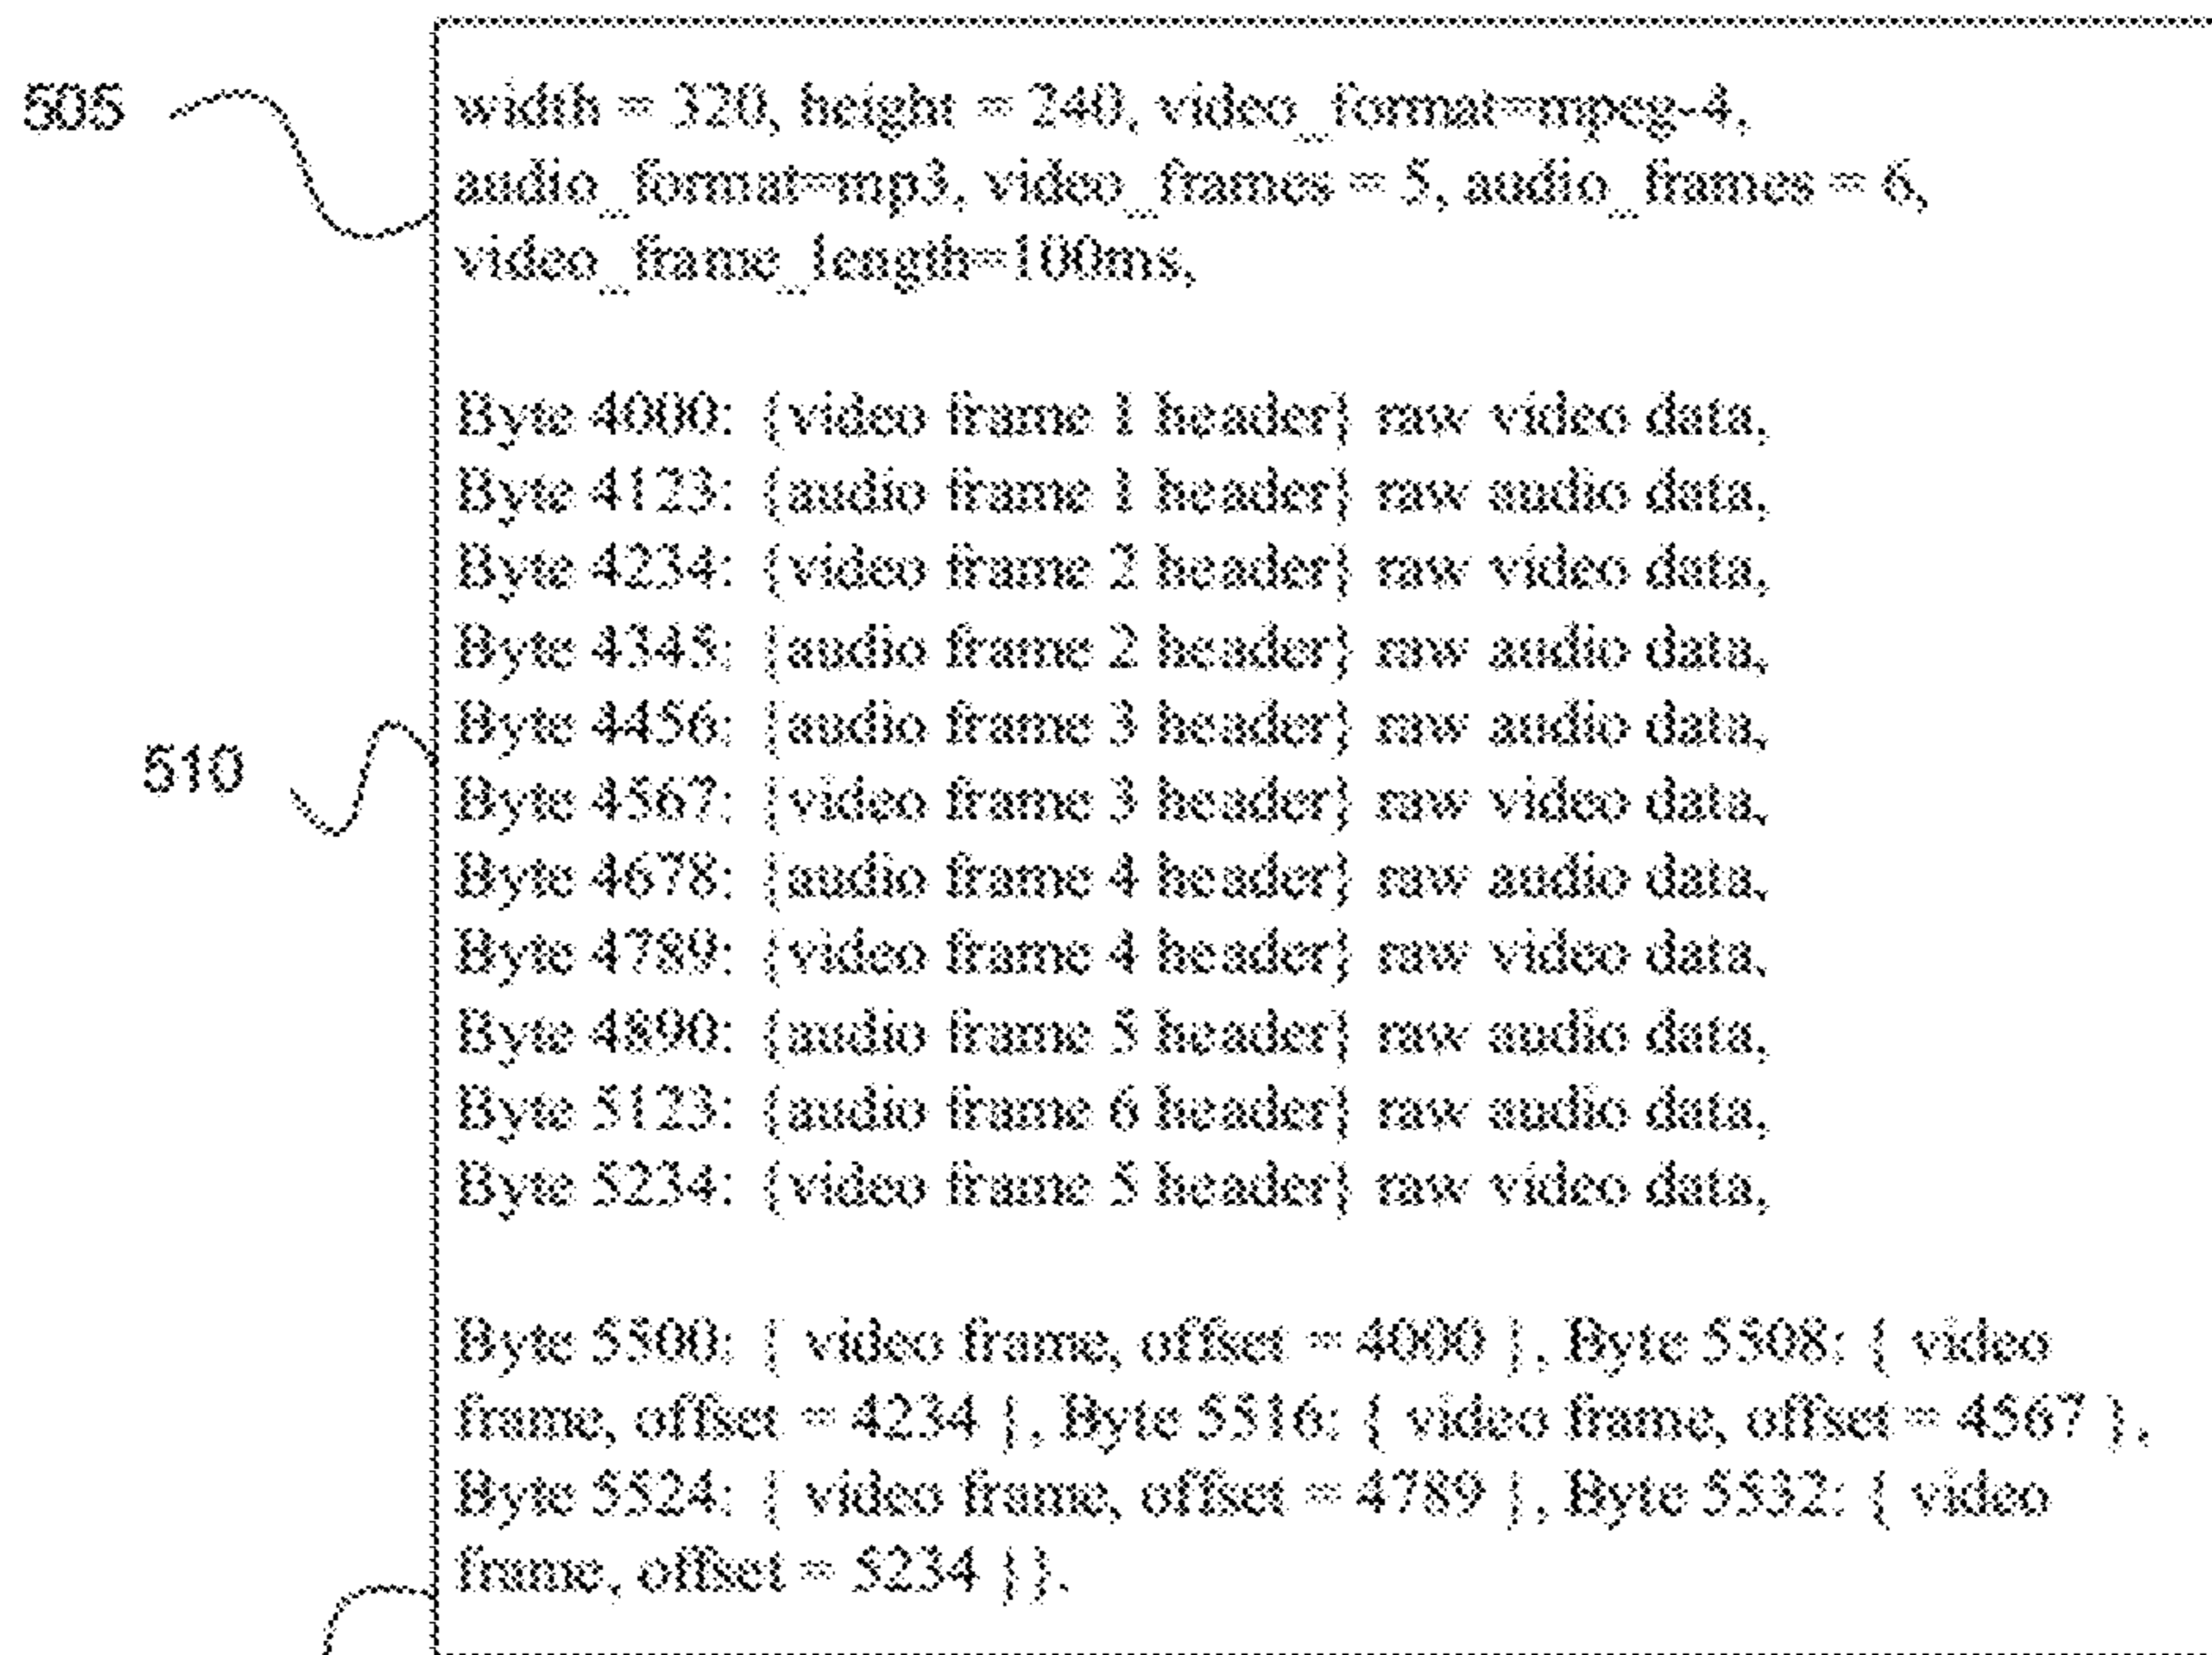 505
width = 320, height = 240, video_format=mpeg-4,
audio_format=mp3, video_frames = 5, audio_frames = 6,
video_frame_length=100ms,
510
Byte 4000: {video frame 1 header} raw video data,
Byte 4123: {audio frame 1 header} raw audio data,
Byte 4234: {video frame 2 header} raw video data,
Byte 4345: {audio frame 2 header} raw audio data,
Byte 4456: {audio frame 3 header} raw audio data,
Byte 4567: {video frame 3 header} raw video data,
Byte 4678: {audio frame 4 header} raw audio data,
Byte 4789: {video frame 4 header} raw video data,
Byte 4890: {audio frame 5 header} raw audio data,
Byte 5123: {audio frame 6 header} raw audio data,
Byte 5234: {video frame 5 header} raw video data,
Byte 5500: { video frame, offset = 4000 }, Byte 5508: { video
frame, offset = 4234 }, Byte 5516: { video frame, offset = 4567 },
Byte 5524: { video frame, offset = 4789 }, Byte 5532: { video
frame, offset = 5234 }}.